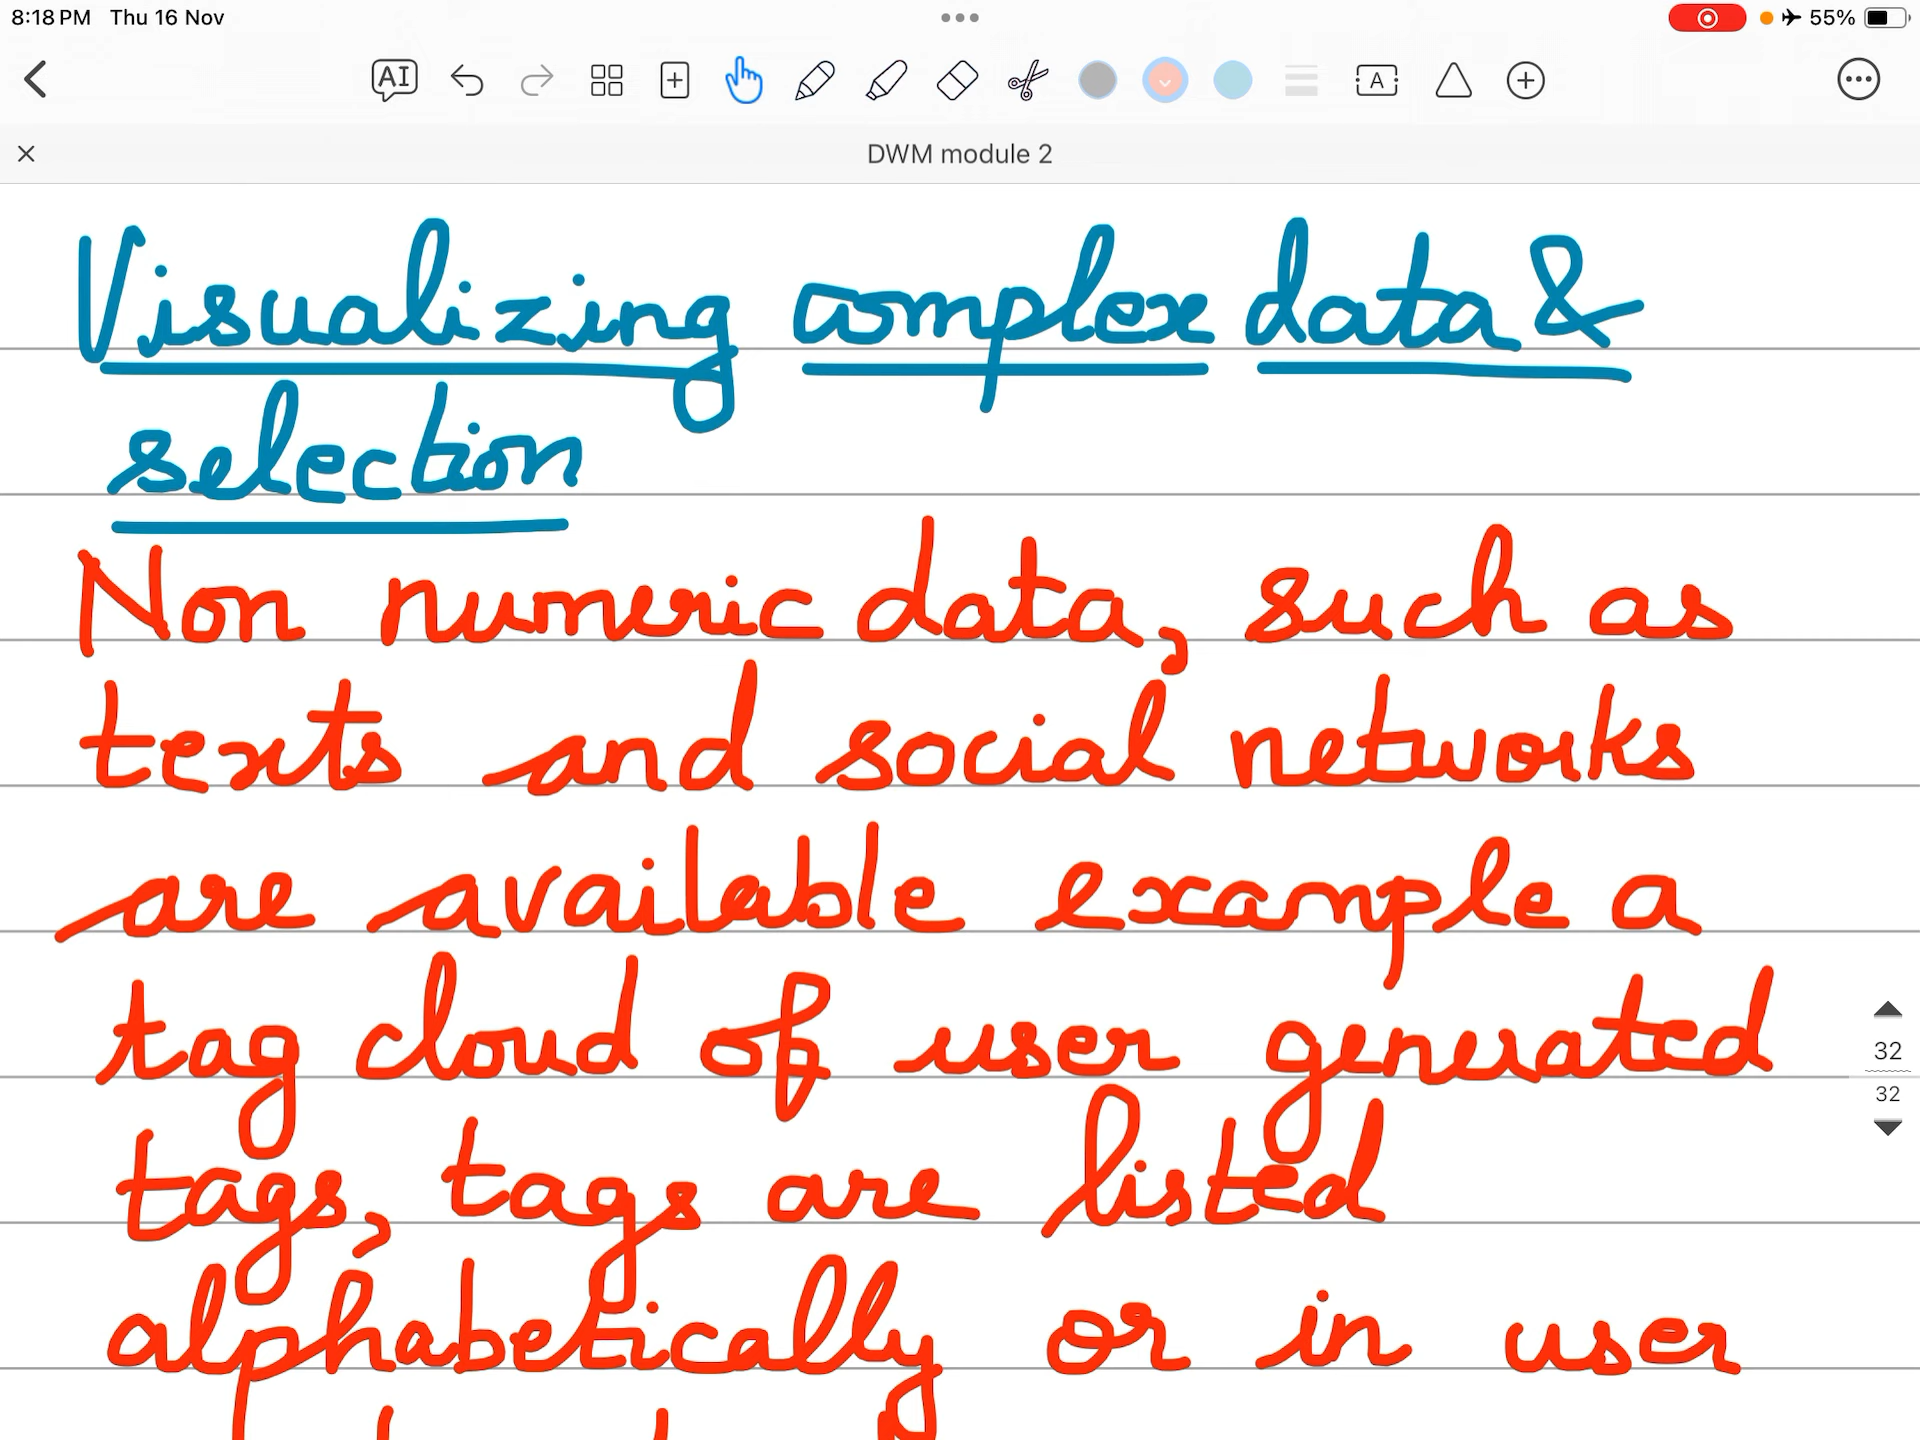 8:18 PM Thu 16 Nov
55%
AI
A
DWM module 2
Visualizing complex data &
selection
Non numeric data, such as
texts and social networks
are available example a
tag cloud of user generated
32
32
tags, tags are listed
alphabetically or in user